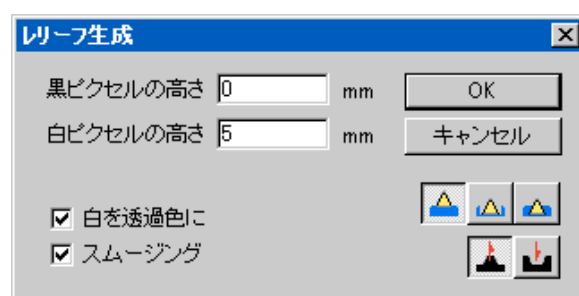 レリーフ生成
黒ピクセルの高さ 0 mm OK
白ピクセルの高さ 5 mm キャンセル
白を透過色に
スムージング